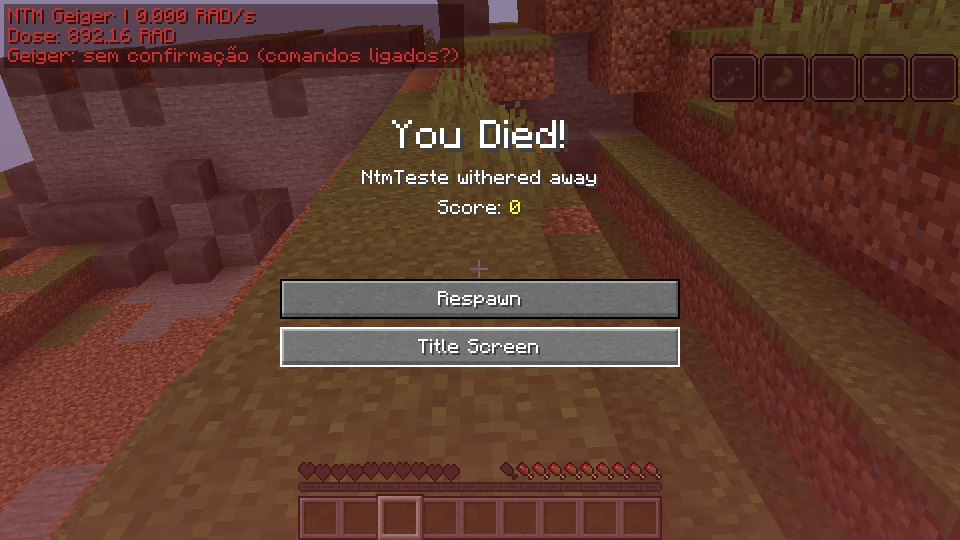 NTM Geiger | 0.000 RAD/s
Dose: 892.16 RAD
Geiger: sem confirmação (comandos ligados?)
You Died!
NtmTeste withered away
Score: 0
Respawn
Title Screen